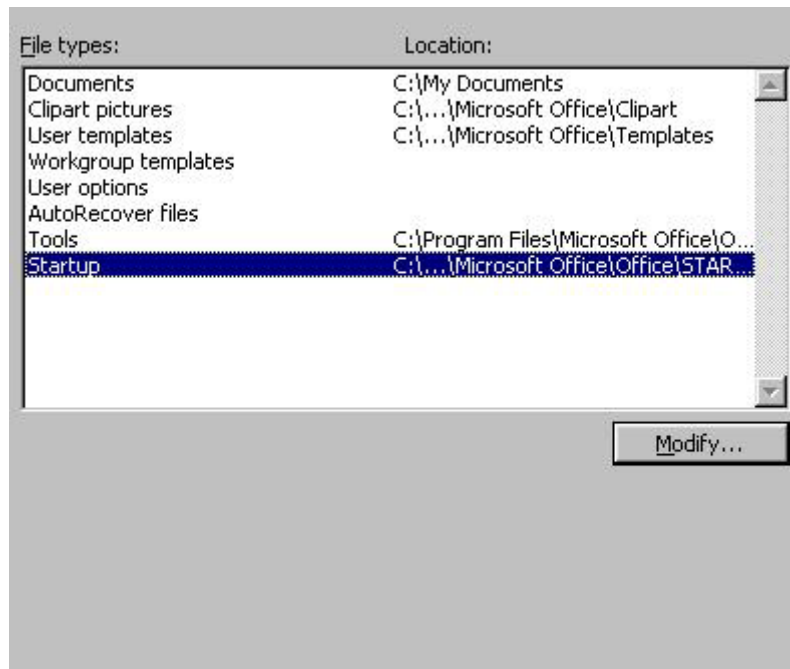 File types: Location:
Documents C:\My Documents
Clipart pictures C:\...\Microsoft Office\Clipart
User templates C:\...\Microsoft Office\Templates
Workgroup templates
User options
AutoRecover files
Tools C:\Program Files\Microsoft Office\O...
Startup C:\...\Microsoft Office\Office\STAR...
Modify...